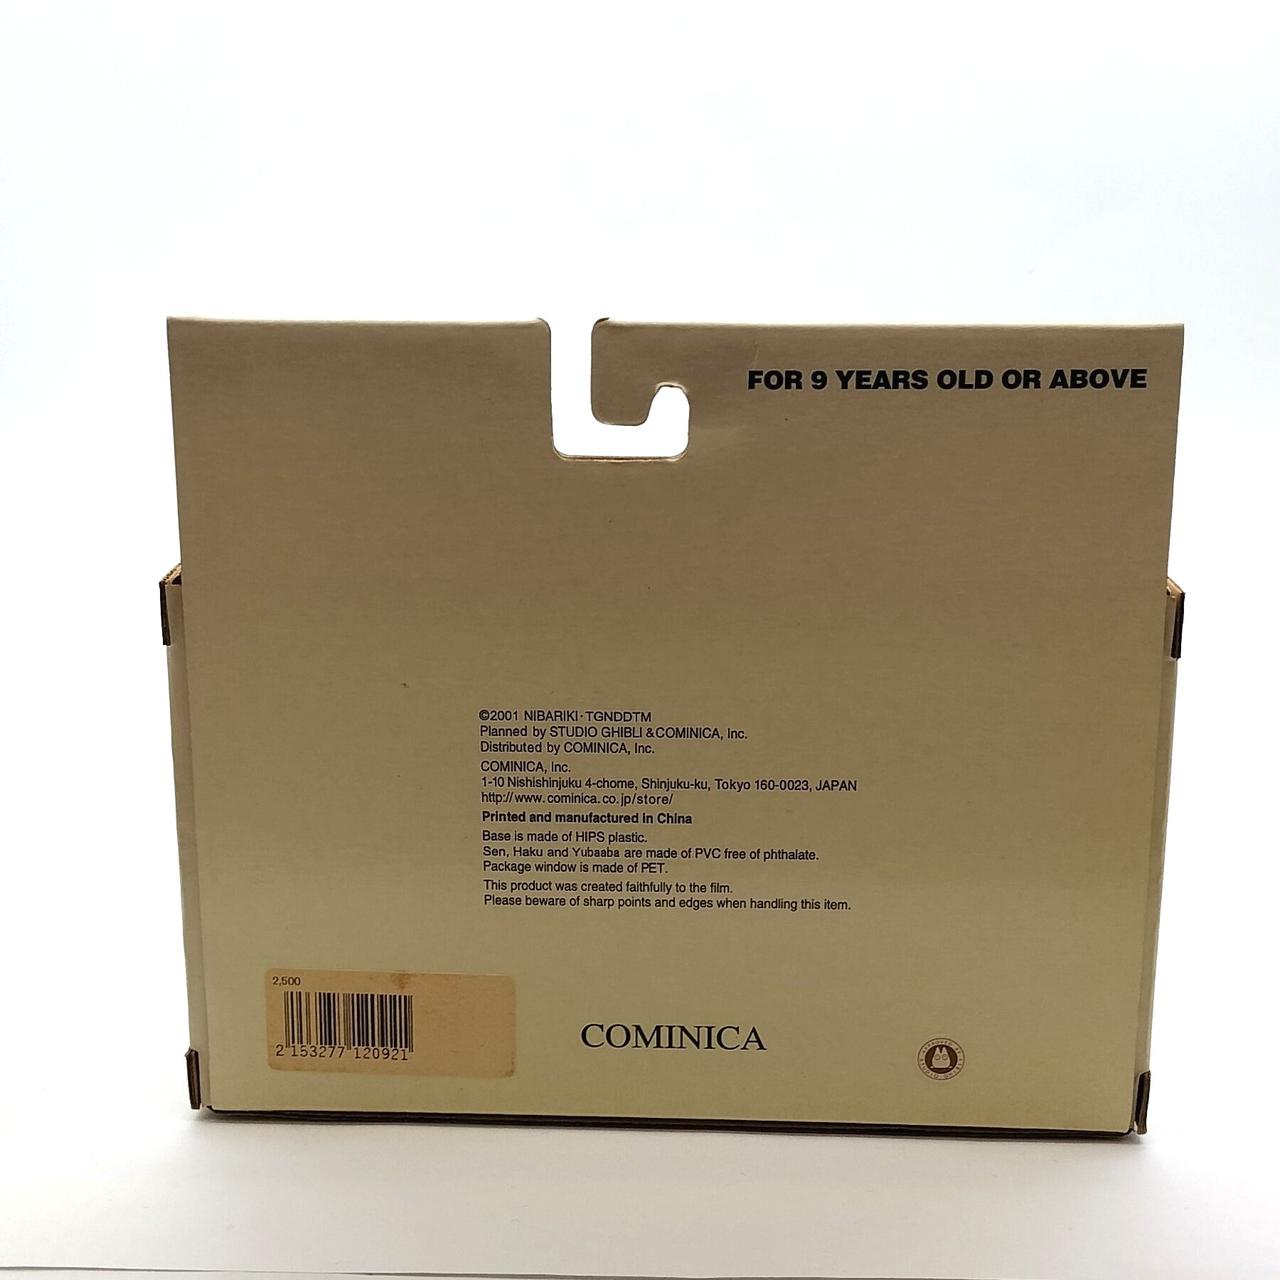 FOR 9 YEARS OLD OR ABOVE
©2001 NIBARIKI・TGNDDTM
Planned by STUDIO GHIBLI & COMINICA, Inc.
Distributed by COMINICA, Inc.
COMINICA, Inc.
1-10 Nishishinjuku 4-chome, Shinjuku-ku, Tokyo 160-0023, JAPAN
http://www.cominica.co.jp/store/
Printed and manufactured in China
Base is made of HIPS plastic.
Sen, Haku and Yubaaba are made of PVC free of phthalate.
Package window is made of PET.
This product was created faithfully to the film.
Please beware of sharp points and edges when handling this item.
2,500
2 153277 120921
COMINICA